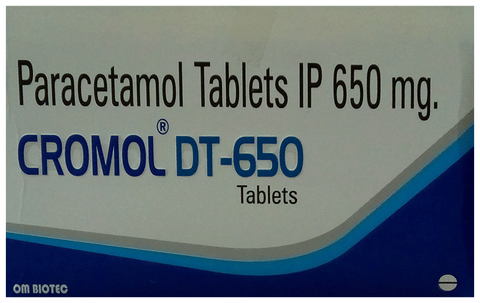 Paracetamol Tablets IP 650 mg.
CROMOL® DT-650
Tablets
OM BIOTEC